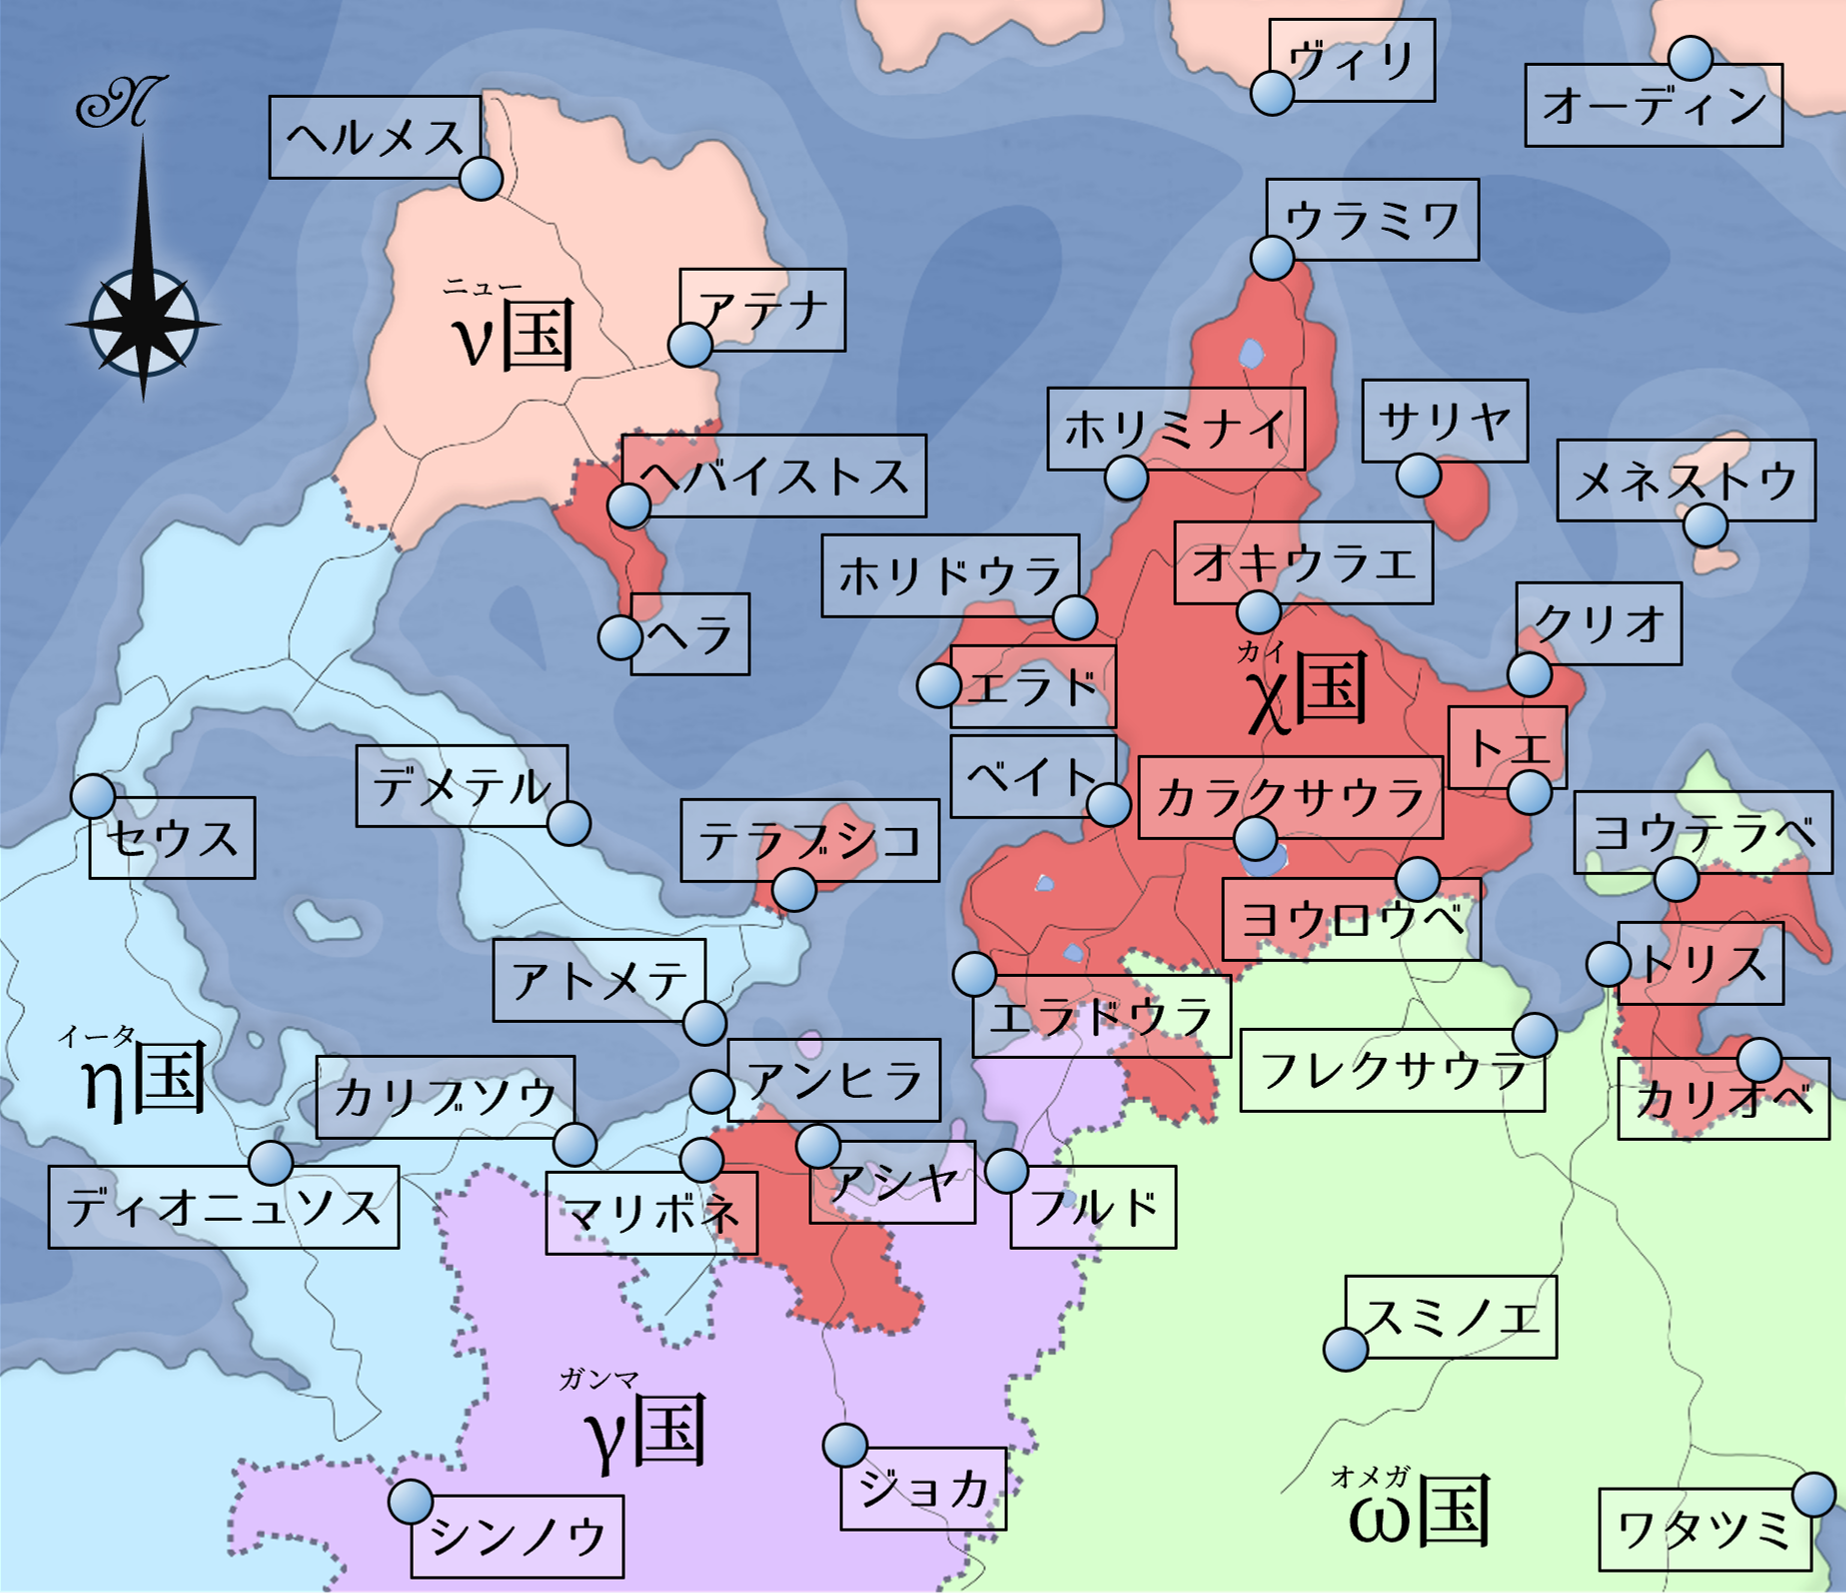 N
ヴィリ
オーディン
ヘルメス
ウラミワ
アテナ
ニュー
ν国
ホリミナイ
サリヤ
ヘバイストス
メネストウ
オキウラエ
ホリドウラ
クリオ
ヘラ
カイ
χ国
エラド
トエ
ベイト
カラクサウラ
デメテル
セウス
テラブシコ
ヨウテラベ
ヨウロウベ
トリス
アトメテ
エラドウラ
イータ
η国
カリブソウ
アンヒラ
フレクサウラ
カリオベ
ディオニュソス
マリボネ
アシヤ
フルド
スミノエ
ガンマ
γ国
ジョカ
オメガ
ω国
シンノウ
ワタツミ